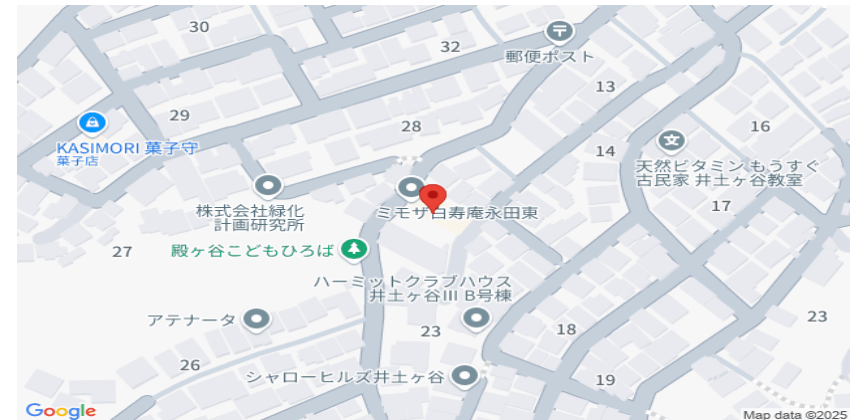 30
32
郵便ポスト
13
29
KASIMORI 菓子守
菓子店
28
16
14
天然ビタミン もうすぐ
古民家 井土ヶ谷教室
17
株式会社緑化
計画研究所
ミモザ白寿庵永田東
27
殿ヶ谷こどもひろば
ハーミットクラブハウス
井土ヶ谷III B号棟
アテナータ
23
18
23
26
シャローヒルズ井土ヶ谷
19
Google
Map data ©2025